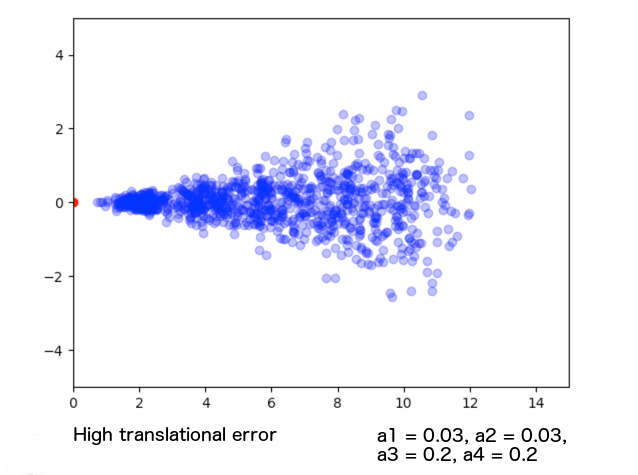 4
2
0
−2
−4
0 2 4 6 8 10 12 14
High translational error
a1 = 0.03, a2 = 0.03,
a3 = 0.2, a4 = 0.2